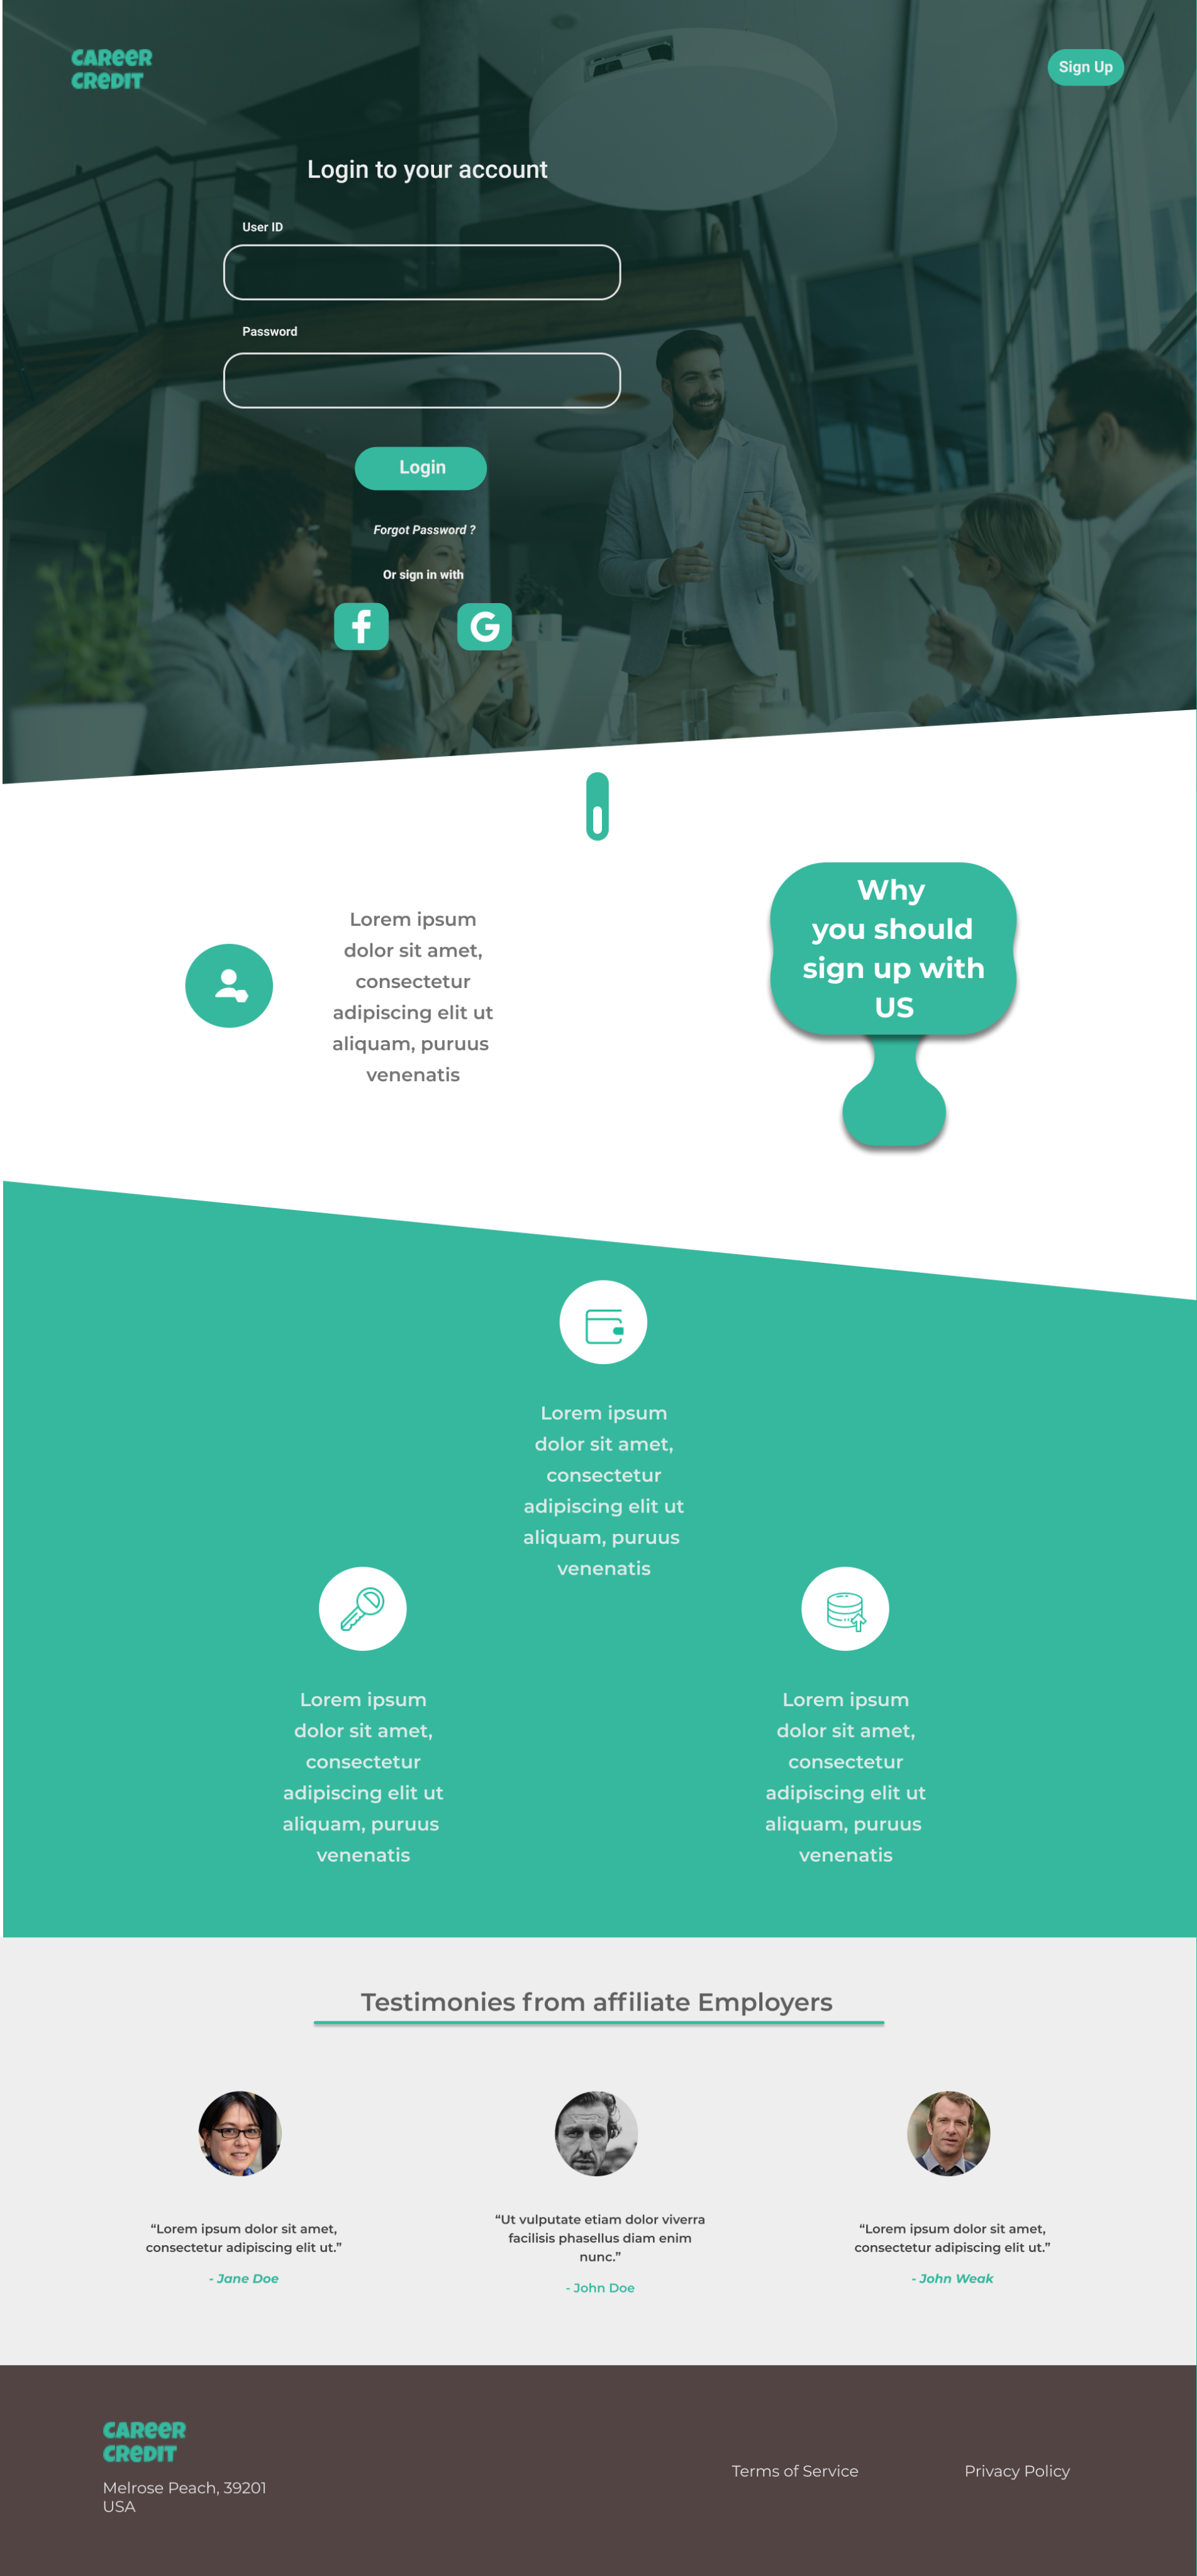 CAREER
CREDIT
Sign Up
Login to your account
User ID
Password
Login
Forgot Password ?
Or sign in with
f
G
Lorem ipsum
dolor sit amet,
consectetur
adipiscing elit ut
aliquam, puruus
venenatis
Why
you should
sign up with
US
Lorem ipsum
dolor sit amet,
consectetur
adipiscing elit ut
aliquam, puruus
venenatis
Lorem ipsum
dolor sit amet,
consectetur
adipiscing elit ut
aliquam, puruus
venenatis
Lorem ipsum
dolor sit amet,
consectetur
adipiscing elit ut
aliquam, puruus
venenatis
Testimonies from affiliate Employers
“Lorem ipsum dolor sit amet,
consectetur adipiscing elit ut.”
- Jane Doe
“Ut vulputate etiam dolor viverra
facilisis phasellus diam enim
nunc.”
- John Doe
“Lorem ipsum dolor sit amet,
consectetur adipiscing elit ut.”
- John Weak
CAREER
CREDIT
Melrose Peach, 39201
USA
Terms of Service
Privacy Policy